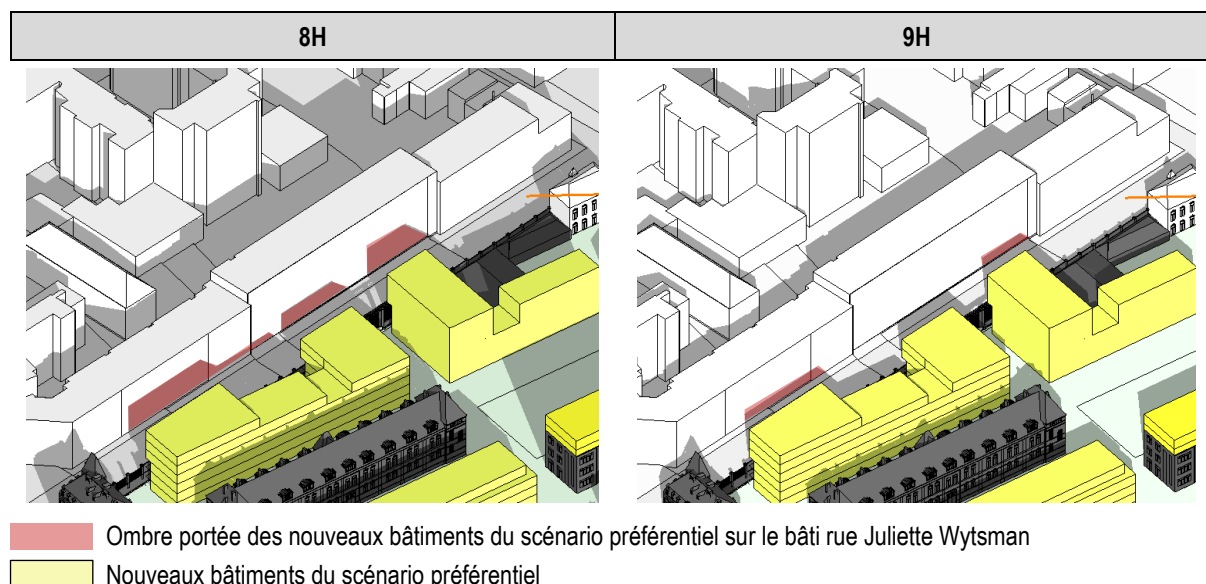 8H
9H
Ombre portée des nouveaux bâtiments du scénario préférentiel sur le bâti rue Juliette Wytsman
Nouveaux bâtiments du scénario préférentiel